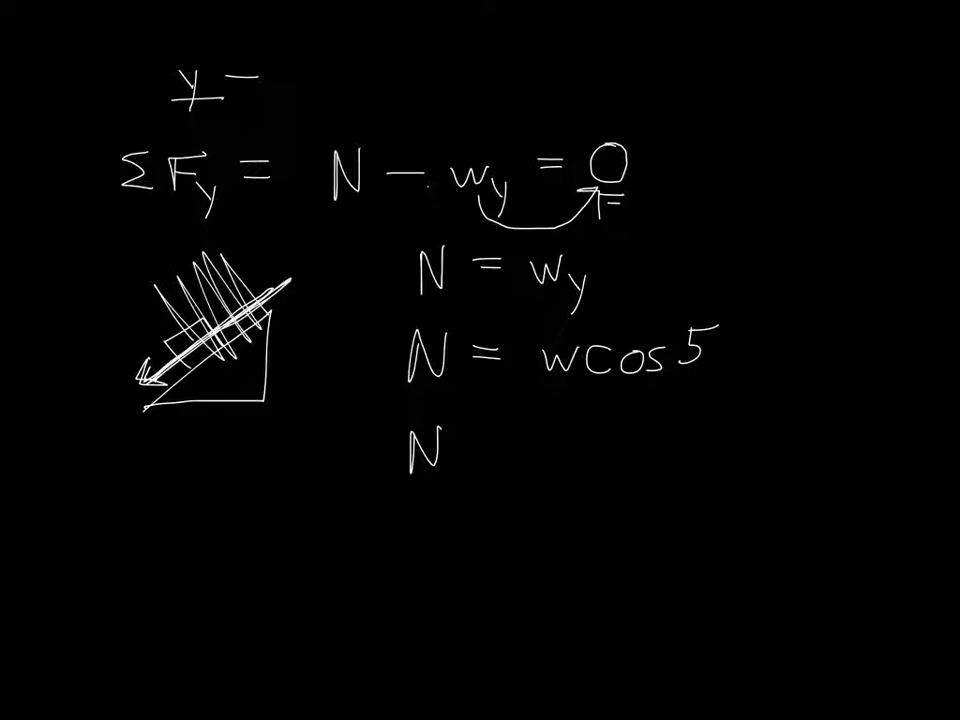 y –
ΣFy = N – wy = 0
F
N = wy
N = wcos5
N